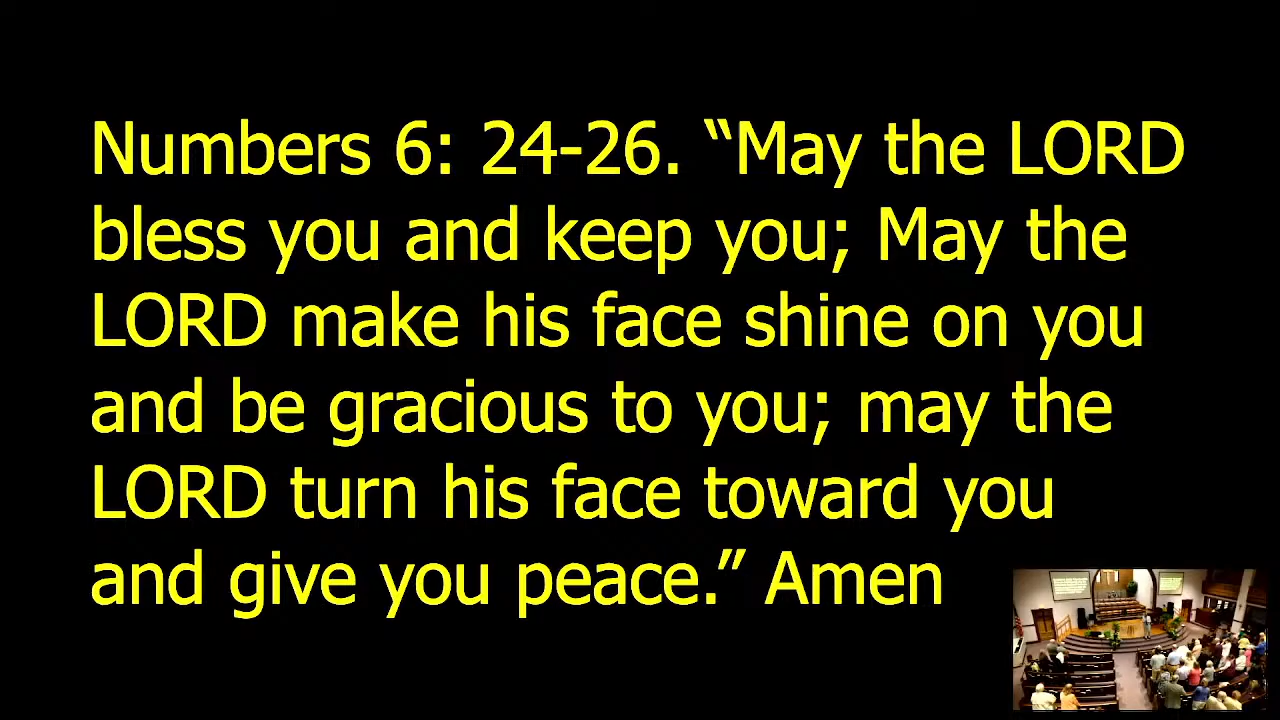 Numbers 6: 24-26. “May the LORD
bless you and keep you; May the
LORD make his face shine on you
and be gracious to you; may the
LORD turn his face toward you
and give you peace.” Amen